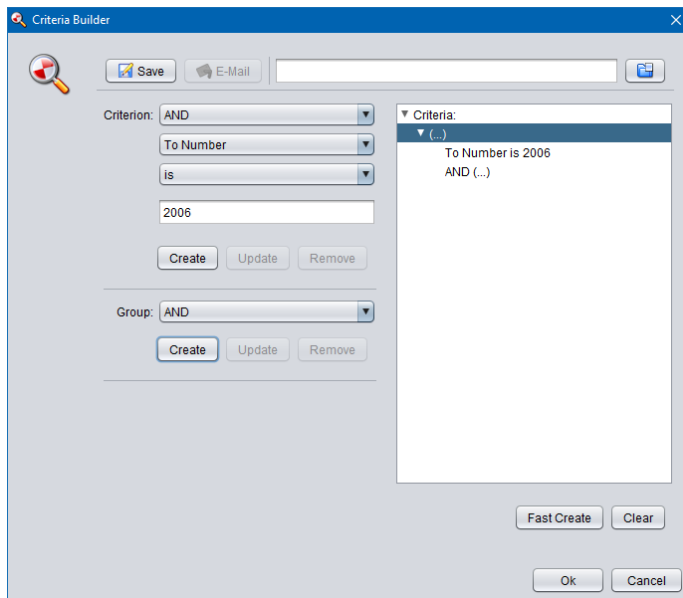 Criteria Builder
Save
E-Mail
Criterion: AND
To Number
is
2006
Create Update Remove
Group: AND
Create Update Remove
Criteria:
(...)
To Number is 2006
AND (...)
Fast Create Clear
Ok Cancel